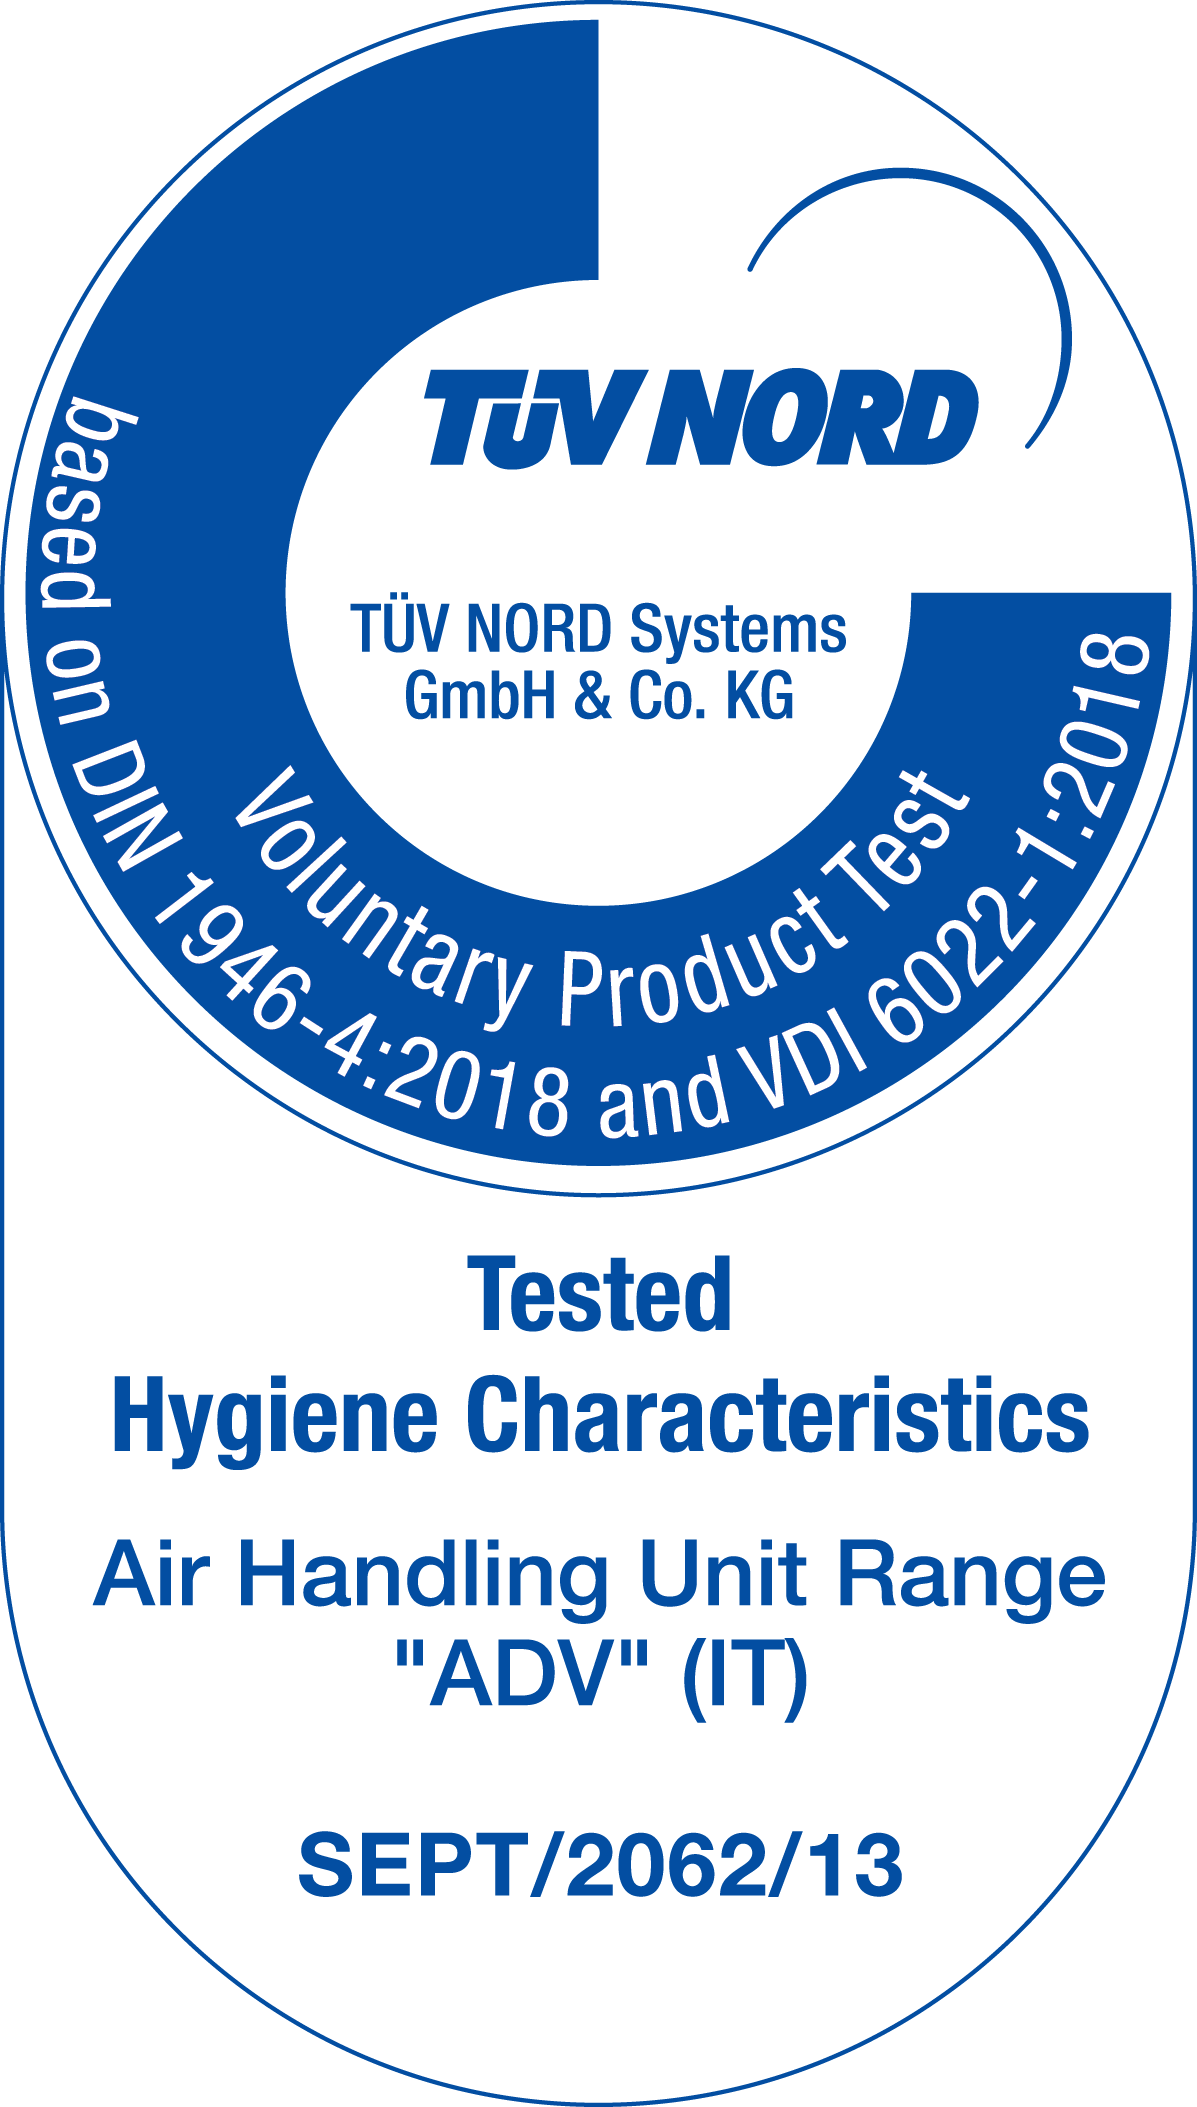 TÜV NORD
TÜV NORD Systems
GmbH & Co. KG
Voluntary Product Test
based on DIN 1946-4:2018 and VDI 6022-1:2018
Tested
Hygiene Characteristics
Air Handling Unit Range
"ADV" (IT)
SEPT/2062/13